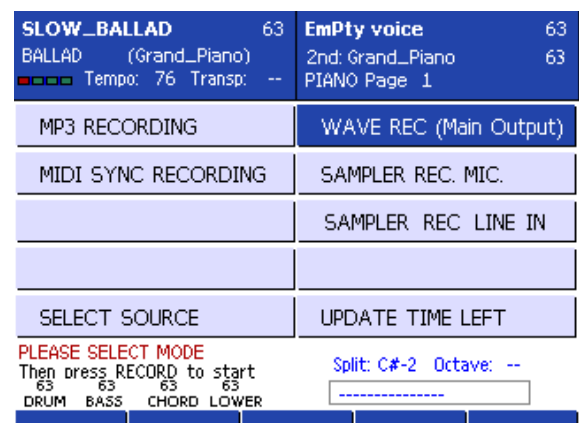 SLOW_BALLAD 63
BALLAD (Grand_Piano)
Tempo: 76 Transp: --
EmPty voice 63
2nd: Grand_Piano 63
PIANO Page 1
MP3 RECORDING
WAVE REC (Main Output)
MIDI SYNC RECORDING
SAMPLER REC. MIC.
SAMPLER REC LINE IN
SELECT SOURCE
UPDATE TIME LEFT
PLEASE SELECT MODE
Then press RECORD to start
63 63 63 63
DRUM BASS CHORD LOWER
Split: C#-2 Octave: --
---------------